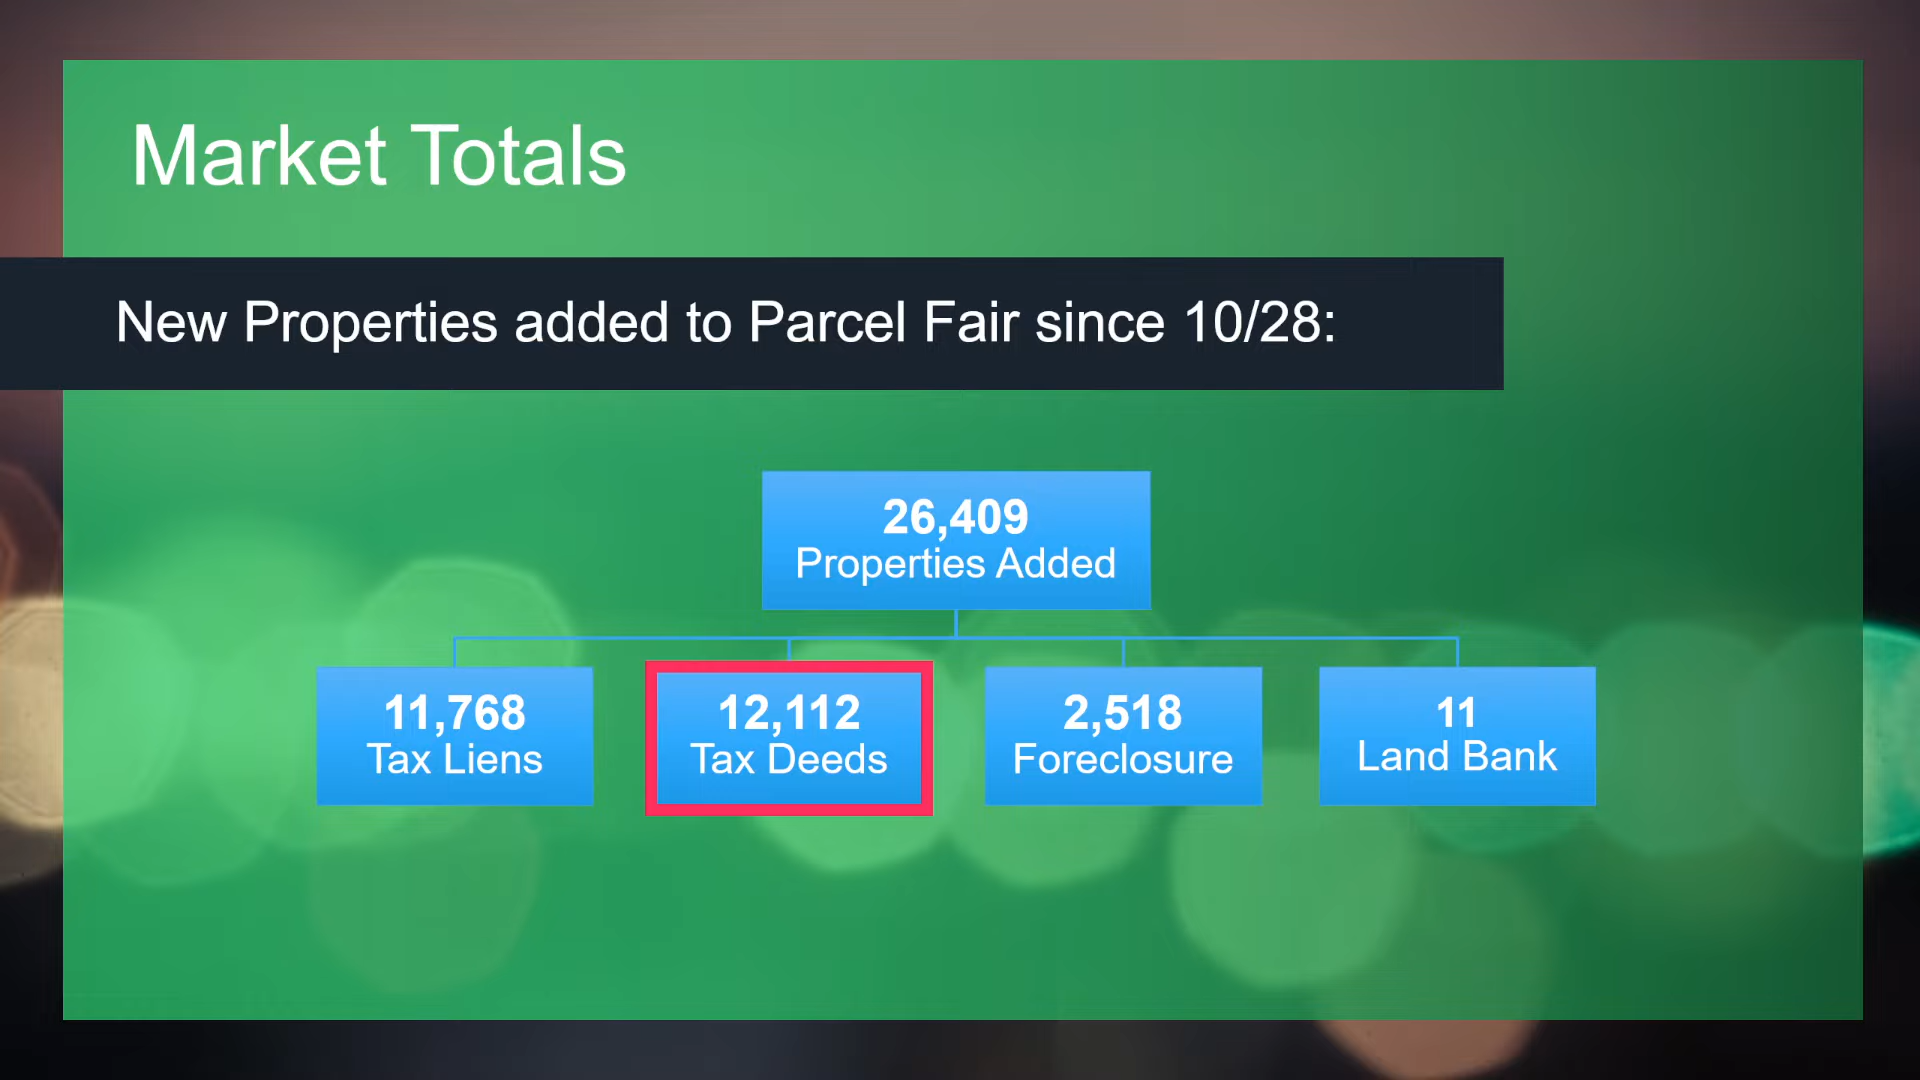 Market Totals
New Properties added to Parcel Fair since 10/28:
26,409
Properties Added
11,768
Tax Liens
12,112
Tax Deeds
2,518
Foreclosure
11
Land Bank